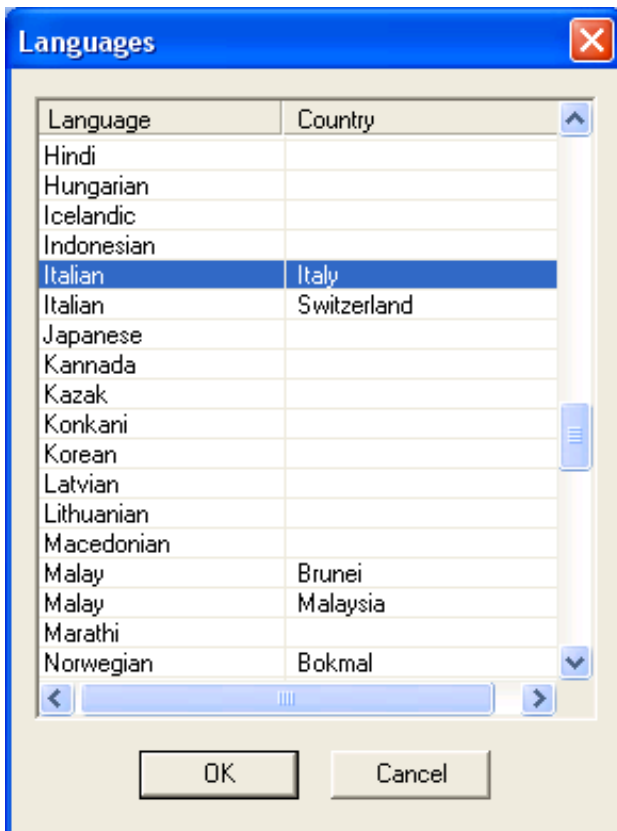 Languages
Language Country
Hindi
Hungarian
Icelandic
Indonesian
Italian Italy
Italian Switzerland
Japanese
Kannada
Kazak
Konkani
Korean
Latvian
Lithuanian
Macedonian
Malay Brunei
Malay Malaysia
Marathi
Norwegian Bokmal
OK Cancel